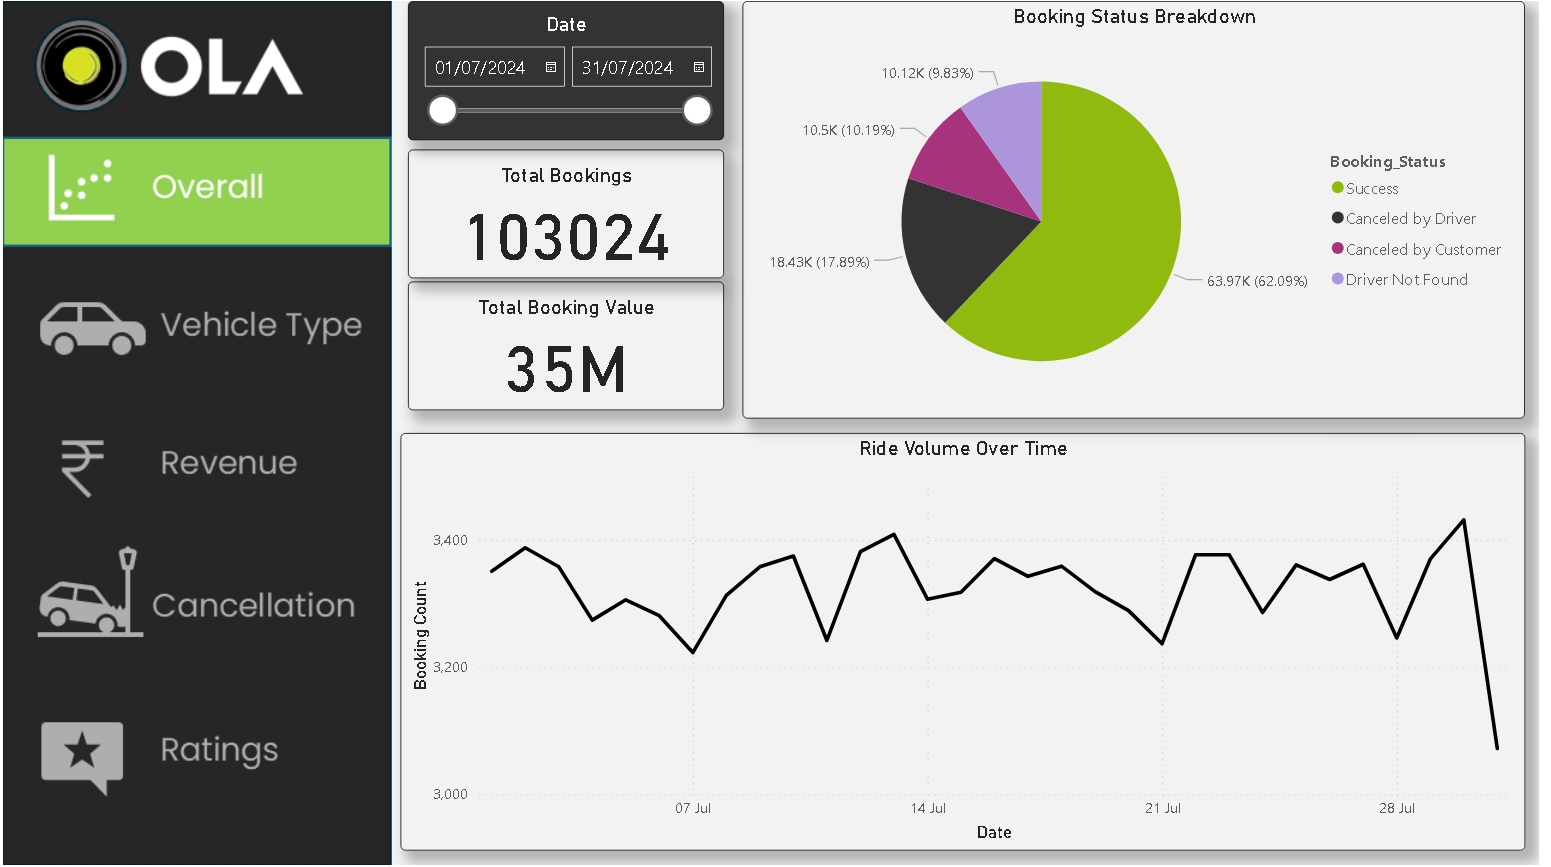 OLA
Overall
Vehicle Type
Revenue
Cancellation
Ratings
Date
01/07/2024
31/07/2024
Total Bookings
103024
Total Booking Value
35M
Booking Status Breakdown
10.12K (9.83%)
10.5K (10.19%)
18.43K (17.89%)
63.97K (62.09%)
Booking_Status
Success
Canceled by Driver
Canceled by Customer
Driver Not Found
Ride Volume Over Time
Booking Count
3,400
3,200
3,000
07 Jul
14 Jul
21 Jul
28 Jul
Date